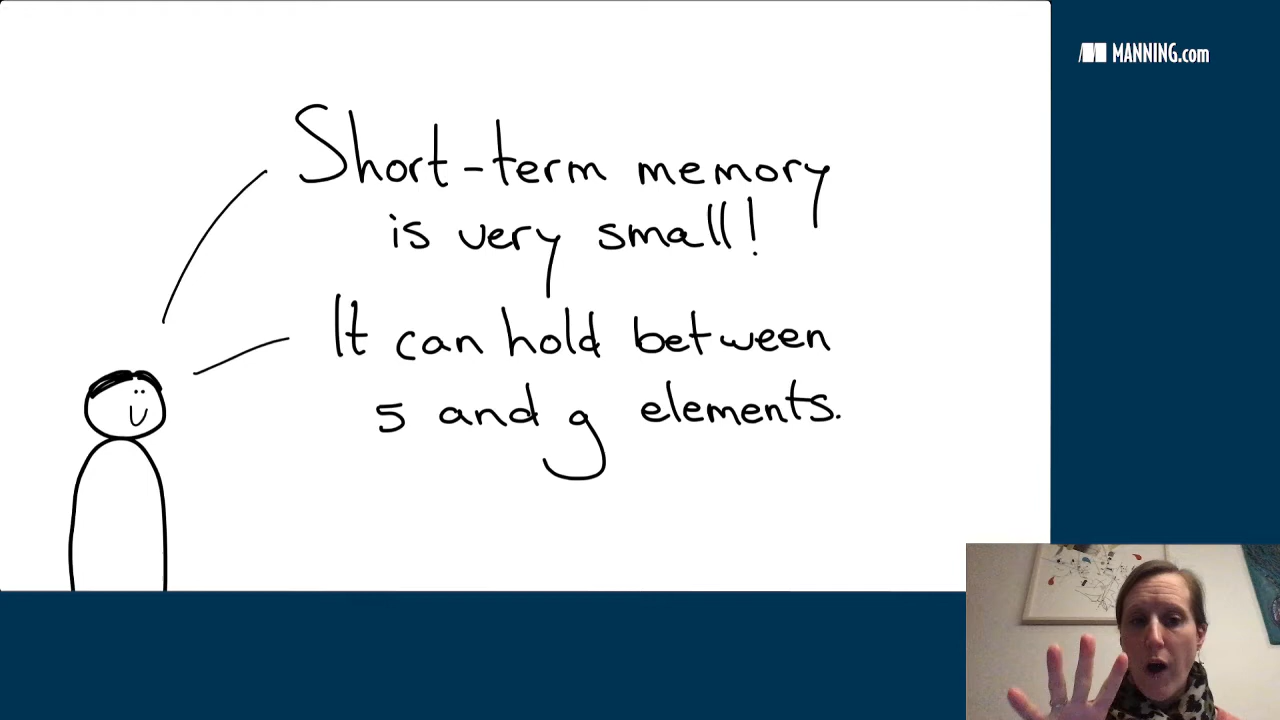 MANNING.com
Short-term memory
is very small!
It can hold between
5 and 9 elements.